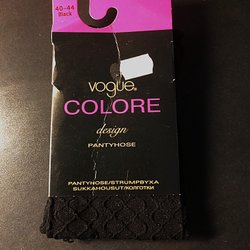 40-44
Black
vogue®
COLORE
design
PANTYHOSE
PANTYHOSE/STRUMPBYXA
SUKKAHOUSUT/КОЛГОТКИ